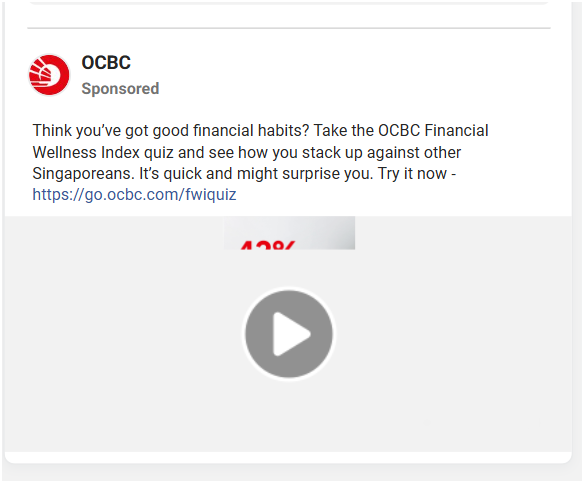 OCBC
Sponsored
Think you’ve got good financial habits? Take the OCBC Financial
Wellness Index quiz and see how you stack up against other
Singaporeans. It’s quick and might surprise you. Try it now -
https://go.ocbc.com/fwiquiz